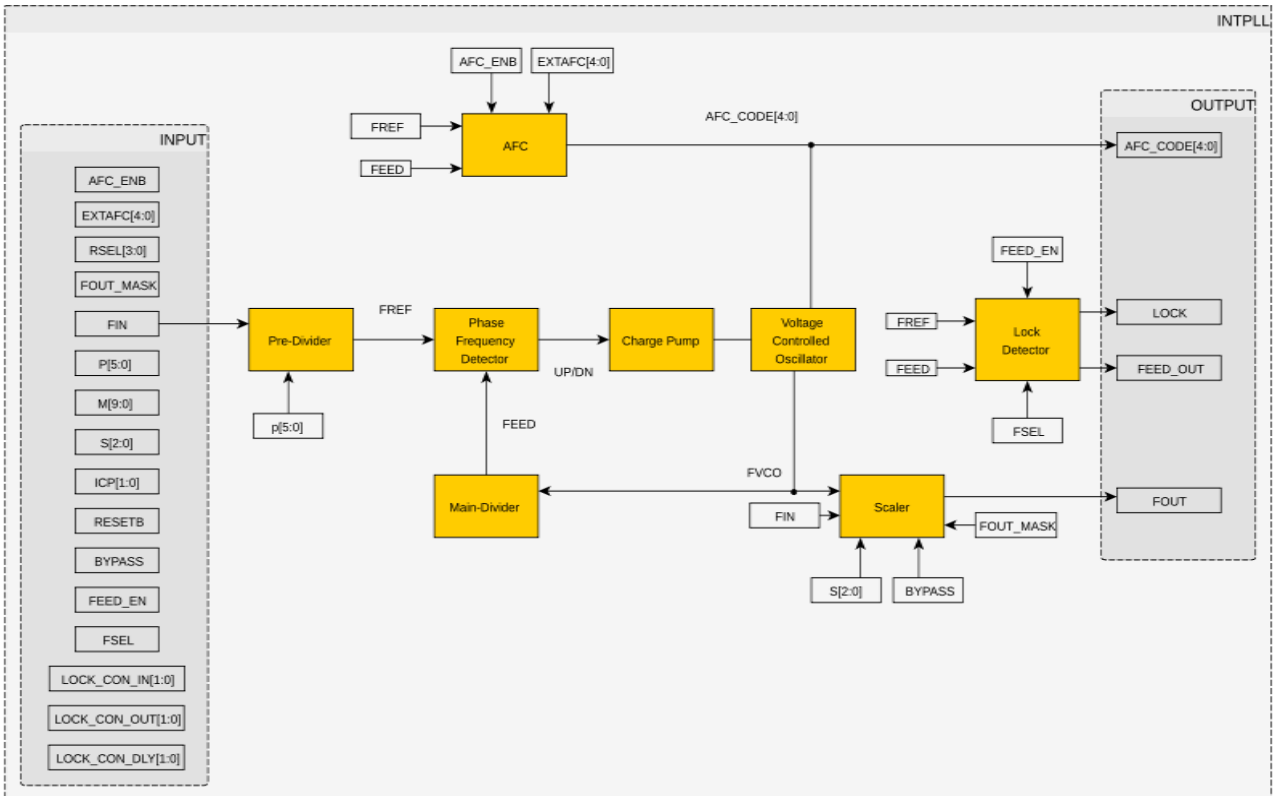 INTPLL
INPUT
AFC_ENB
EXTAFC[4:0]
RSEL[3:0]
FOUT_MASK
FIN
P[5:0]
M[9:0]
S[2:0]
ICP[1:0]
RESETB
BYPASS
FEED_EN
FSEL
LOCK_CON_IN[1:0]
LOCK_CON_OUT[1:0]
LOCK_CON_DLY[1:0]
AFC_ENB
EXTAFC[4:0]
FREF
FEED
AFC
AFC_CODE[4:0]
Pre-Divider
p[5:0]
FREF
Phase
Frequency
Detector
UP/DN
Charge Pump
Voltage
Controlled
Oscillator
FEED
Main-Divider
FVCO
FIN
Scaler
FOUT_MASK
S[2:0]
BYPASS
FEED_EN
FREF
FEED
Lock
Detector
FSEL
OUTPUT
AFC_CODE[4:0]
LOCK
FEED_OUT
FOUT